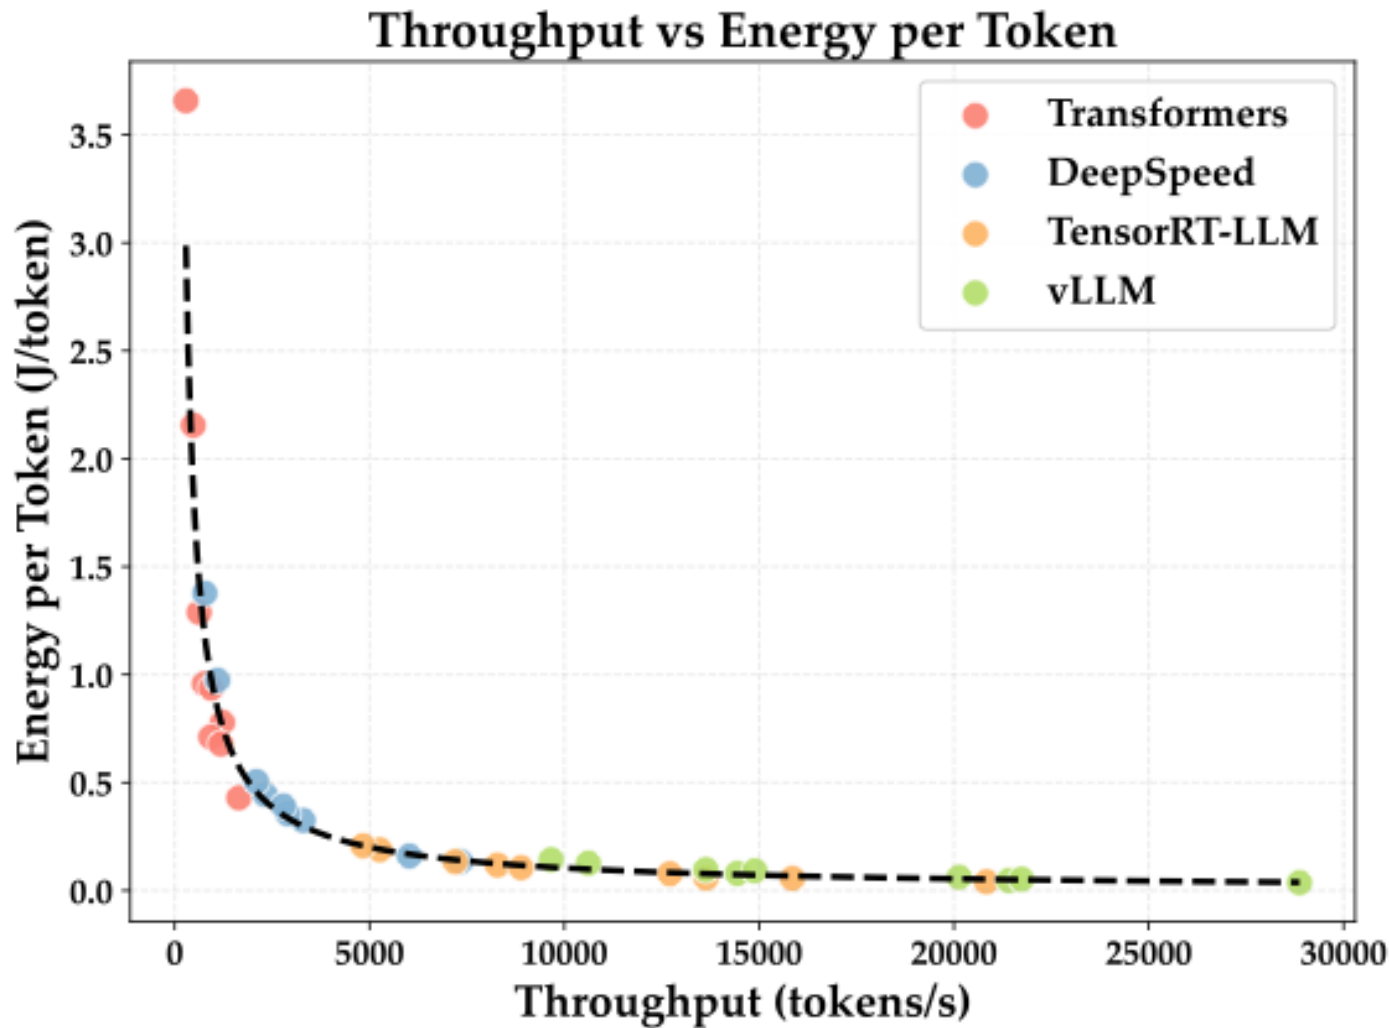 Throughput vs Energy per Token
Transformers
DeepSpeed
TensorRT-LLM
vLLM
Energy per Token (J/token)
3.5
3.0
2.5
2.0
1.5
1.0
0.5
0.0
0 5000 10000 15000 20000 25000 30000
Throughput (tokens/s)